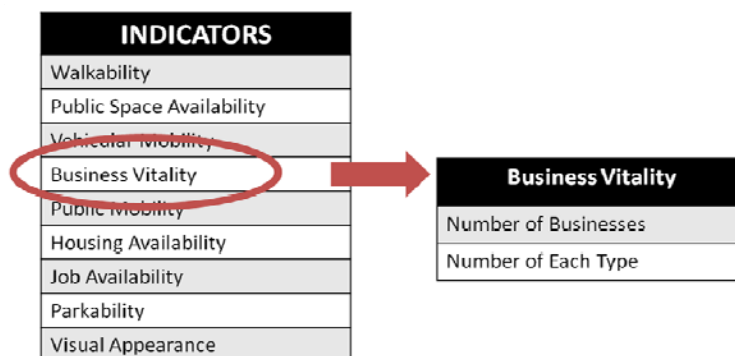 INDICATORS
Walkability
Public Space Availability
Vehicular Mobility
Business Vitality
Public Mobility
Housing Availability
Job Availability
Parkability
Visual Appearance
Business Vitality
Number of Businesses
Number of Each Type